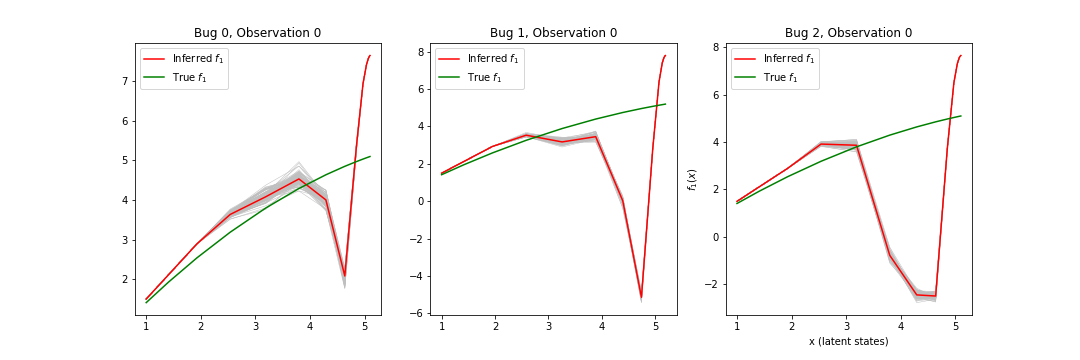 Bug 0, Observation 0
Inferred f₁
True f₁
7
6
5
4
3
2
1 2 3 4 5
Bug 1, Observation 0
Inferred f₁
True f₁
8
6
4
2
0
−2
−4
−6
1 2 3 4 5
Bug 2, Observation 0
Inferred f₁
True f₁
f₁(x)
8
6
4
2
0
−2
1 2 3 4 5
x (latent states)